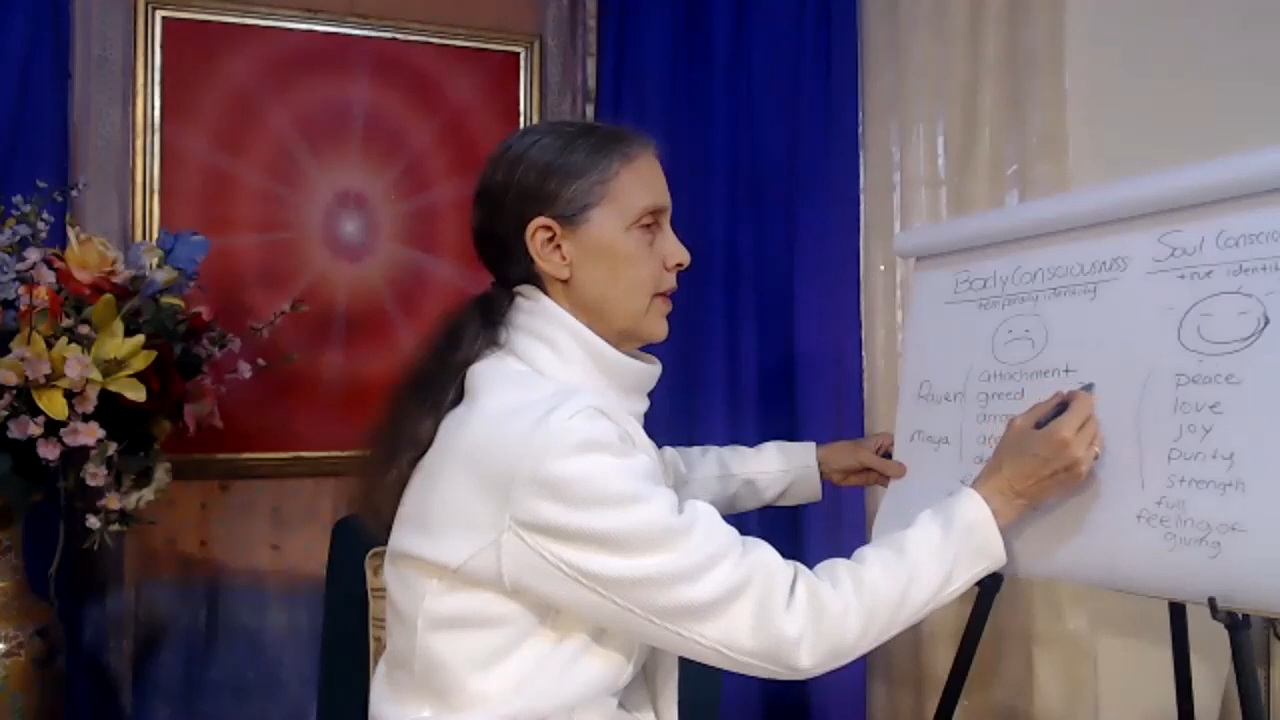 Body Consciousness
temporary identity
attachment
Raven greed
Maya
Soul Conscio
true identi
peace
love
joy
purity
strength
full
feeling of
giving